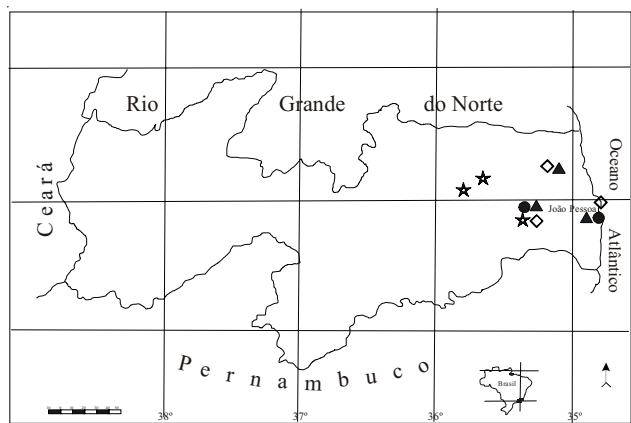 Rio Grande do Norte
Ceará
Oceano
Atlântico
João Pessoa
Pernambuco
Brasil
38° 37° 36° 35°